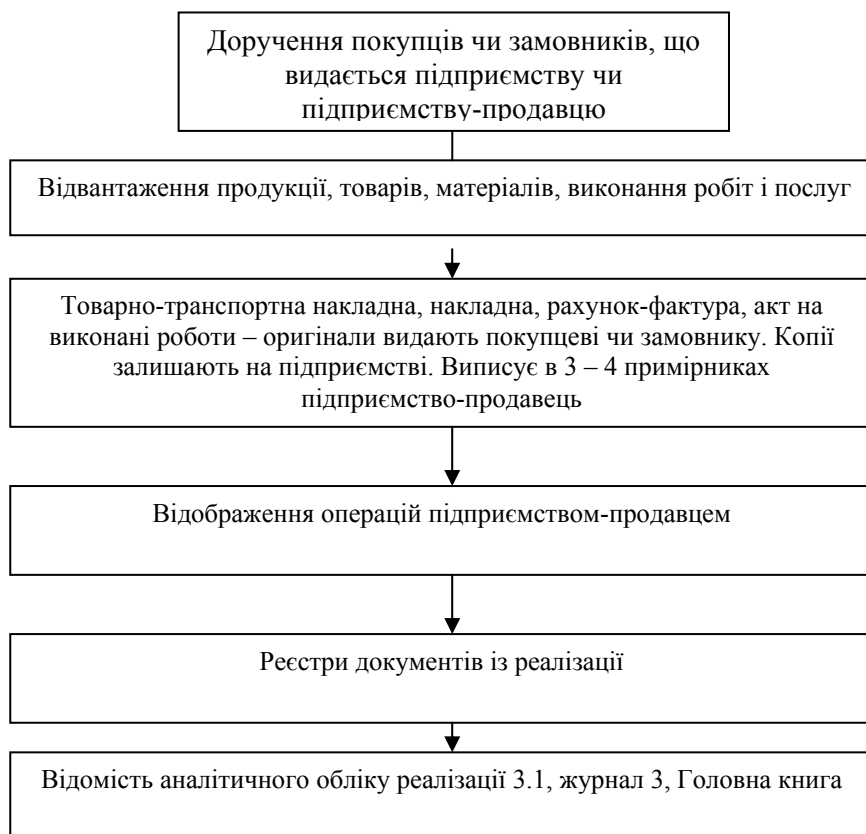 Доручення покупців чи замовників, що
видається підприємству чи
підприємству-продавцю
Відвантаження продукції, товарів, матеріалів, виконання робіт і послуг
Товарно-транспортна накладна, накладна, рахунок-фактура, акт на
виконані роботи – оригінали видають покупцеві чи замовнику. Копії
залишають на підприємстві. Виписує в 3 – 4 примірниках
підприємство-продавець
Відображення операцій підприємством-продавцем
Реєстри документів із реалізації
Відомість аналітичного обліку реалізації 3.1, журнал 3, Головна книга